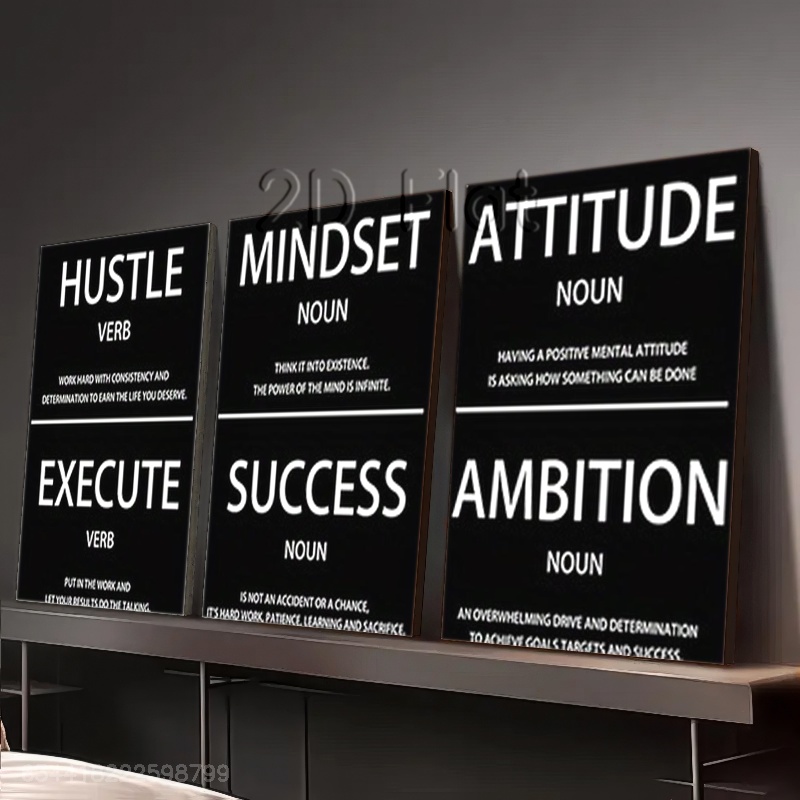 2D Flat
HUSTLE
VERB
WORK HARD WITH CONSISTENCY AND
DETERMINATION TO EARN THE LIFE YOU DESERVE.
EXECUTE
VERB
PUT IN THE WORK AND
LET YOUR RESULTS DO THE TALKING.
MINDSET
NOUN
THINK IT INTO EXISTENCE.
THE POWER OF THE MIND IS INFINITE.
SUCCESS
NOUN
IS NOT AN ACCIDENT OR A CHANCE,
IT'S HARD WORK, PATIENCE, LEARNING AND SACRIFICE.
ATTITUDE
NOUN
HAVING A POSITIVE MENTAL ATTITUDE
IS ASKING HOW SOMETHING CAN BE DONE
AMBITION
NOUN
AN OVERWHELMING DRIVE AND DETERMINATION
TO ACHIEVE GOALS TARGETS AND SUCCESS.